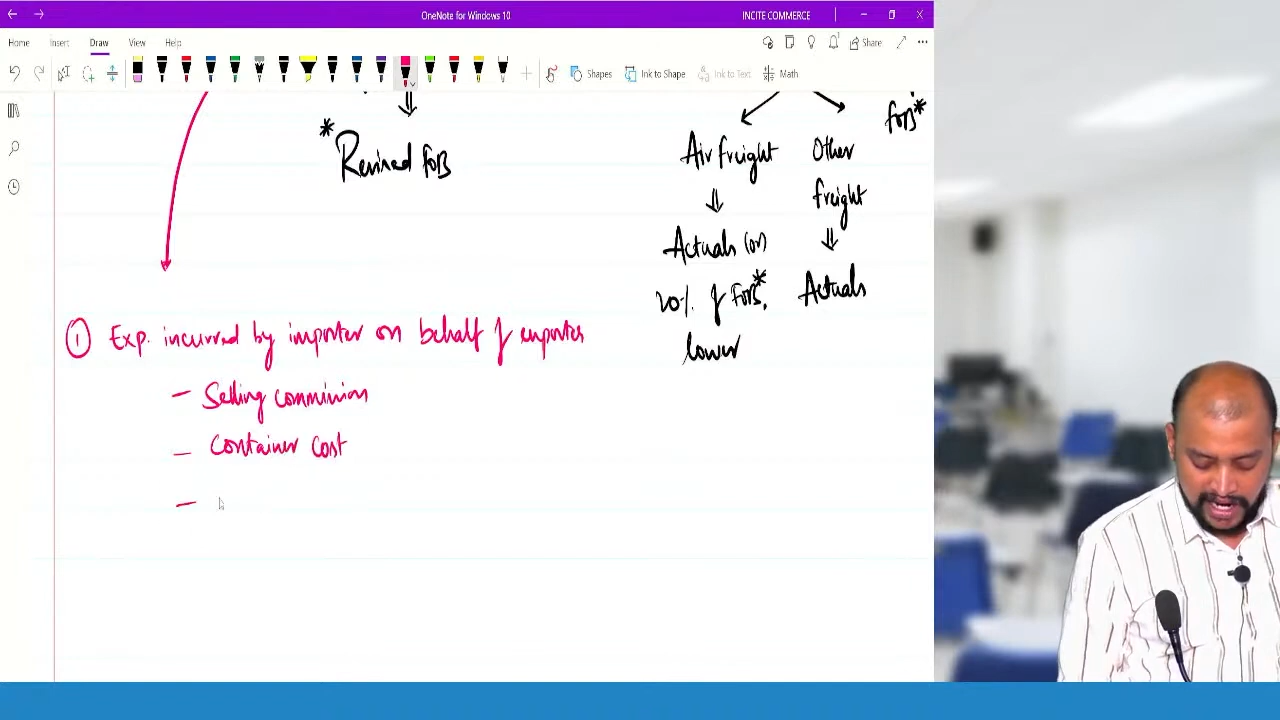 OneNote for Windows 10
INCITE COMMERCE
Home Insert Draw View Help
Share
Shapes Ink to Shape Ink to Text Math
* Revised FOB
Air freight
⇓
Actuals (or)
20% of FOB*,
lower
Other
freight
⇓
Actuals
FOB*
① Exp. incurred by importer on behalf of exporter
– Selling commission
– Container cost
–